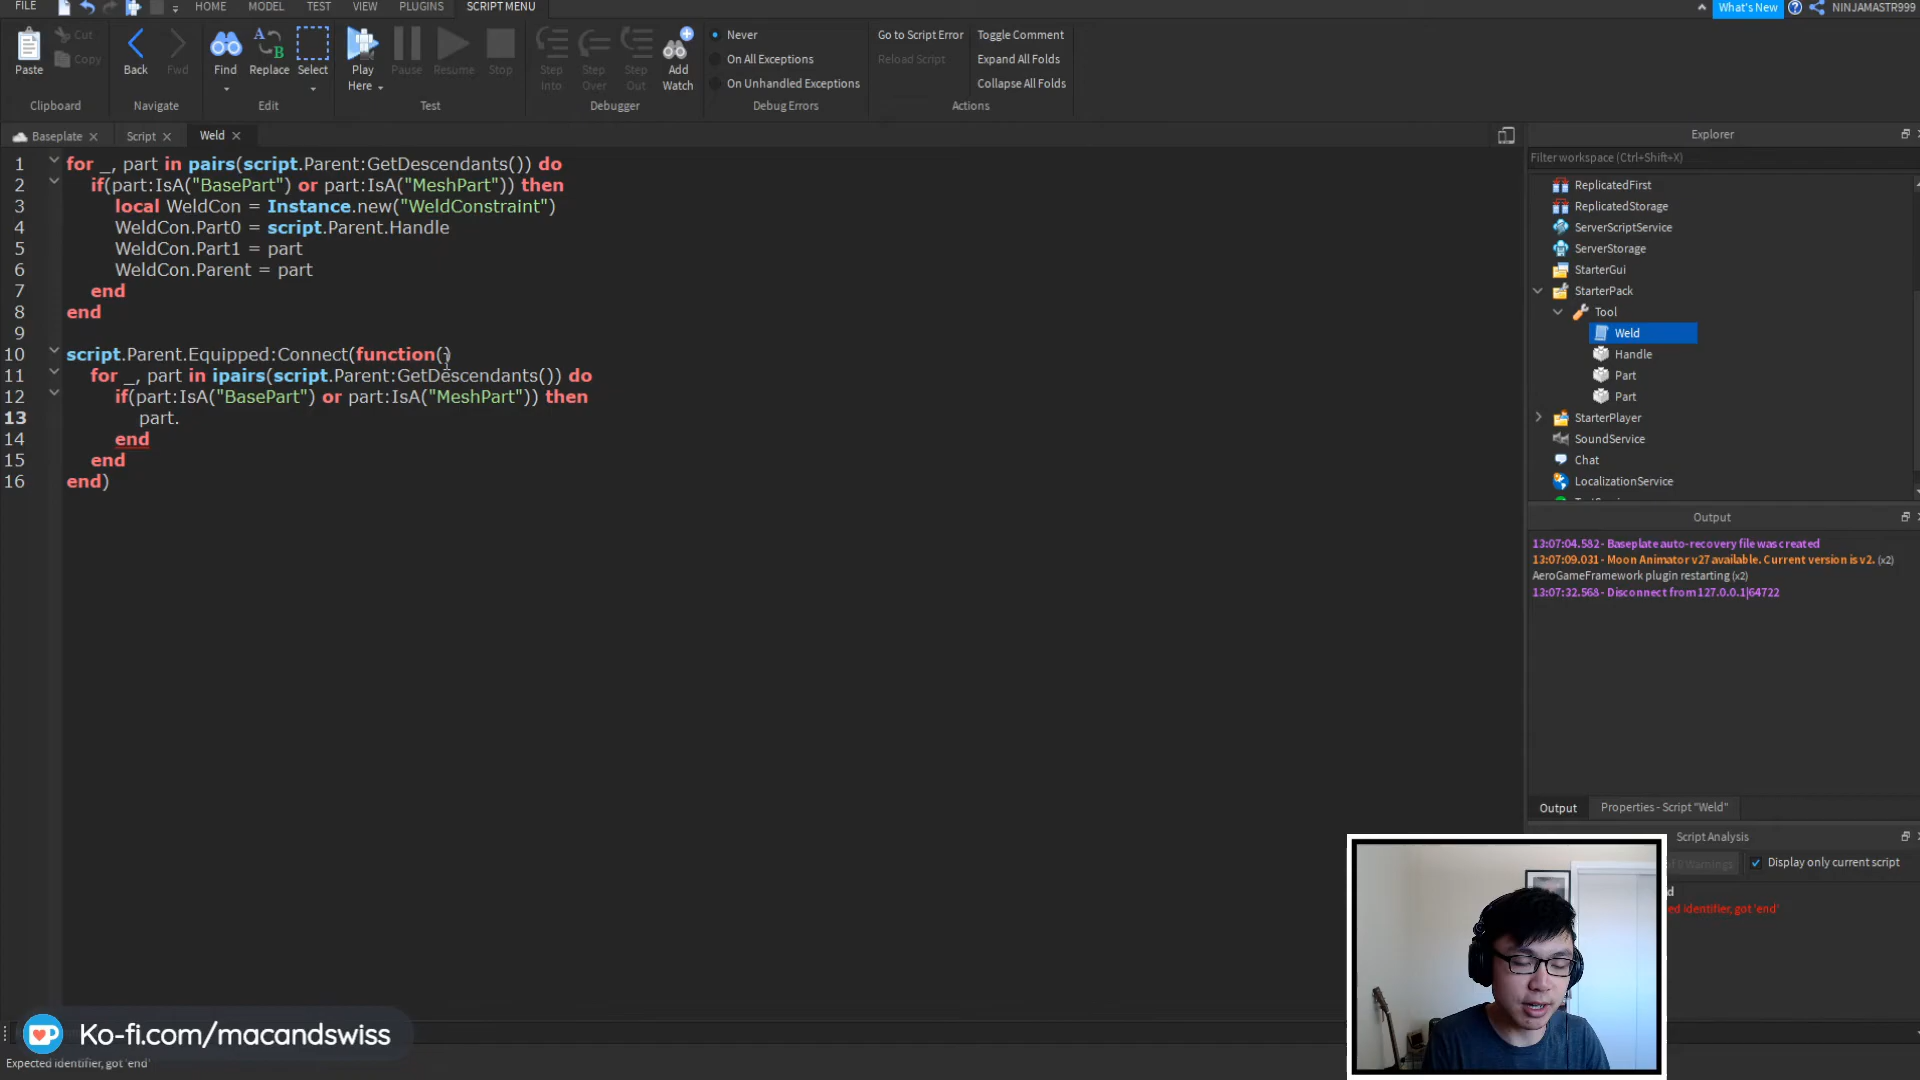 FILE HOME MODEL TEST VIEW PLUGINS SCRIPT MENU What's New NINJAMASTR999
Paste Cut Copy
Clipboard
Back Fwd
Navigate
Find Replace Select
Edit
Play Here Pause Resume Stop
Test
Step Into Step Over Step Out Add Watch
Debugger
Never
On All Exceptions
On Unhandled Exceptions
Debug Errors
Go to Script Error Toggle Comment
Reload Script Expand All Folds
Collapse All Folds
Actions
Baseplate Script Weld
1 for _, part in pairs(script.Parent:GetDescendants()) do
2 if(part:IsA("BasePart") or part:IsA("MeshPart")) then
3 local WeldCon = Instance.new("WeldConstraint")
4 WeldCon.Part0 = script.Parent.Handle
5 WeldCon.Part1 = part
6 WeldCon.Parent = part
7 end
8 end
9
10 script.Parent.Equipped:Connect(function()
11 for _, part in ipairs(script.Parent:GetDescendants()) do
12 if(part:IsA("BasePart") or part:IsA("MeshPart")) then
13 part.
14 end
15 end
16 end)
Explorer
Filter workspace (Ctrl+Shift+X)
ReplicatedFirst
ReplicatedStorage
ServerScriptService
ServerStorage
StarterGui
StarterPack
Tool
Weld
Handle
Part
Part
StarterPlayer
SoundService
Chat
LocalizationService
Output
13:07:04.582 - Baseplate auto-recovery file was created
13:07:09.031 - Moon Animator v27 available. Current version is v2. (x2)
AeroGameFramework plugin restarting (x2)
13:07:32.568 - Disconnect from 127.0.0.1|64722
Output Properties - Script "Weld"
Script Analysis
Warnings Display only current script
identifier, got 'end'
Ko-fi.com/macandswiss
Expected identifier, got 'end'